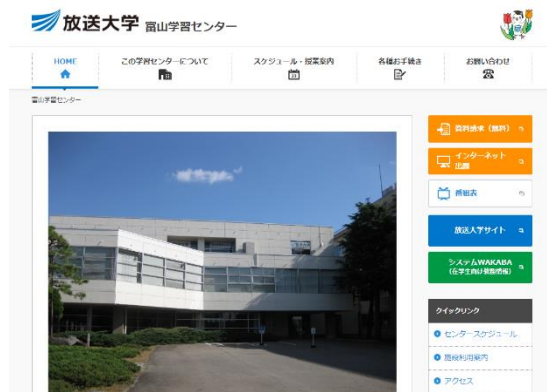 放送大学 富山学習センター
HOME
この学習センターについて
スケジュール・授業案内
各種お手続き
お問い合わせ
富山学習センター
資料請求（無料）
インターネット
出願
番組表
放送大学サイト
システムWAKABA
(在学生向け教務情報)
クイックリンク
センタースケジュール
施設利用案内
アクセス